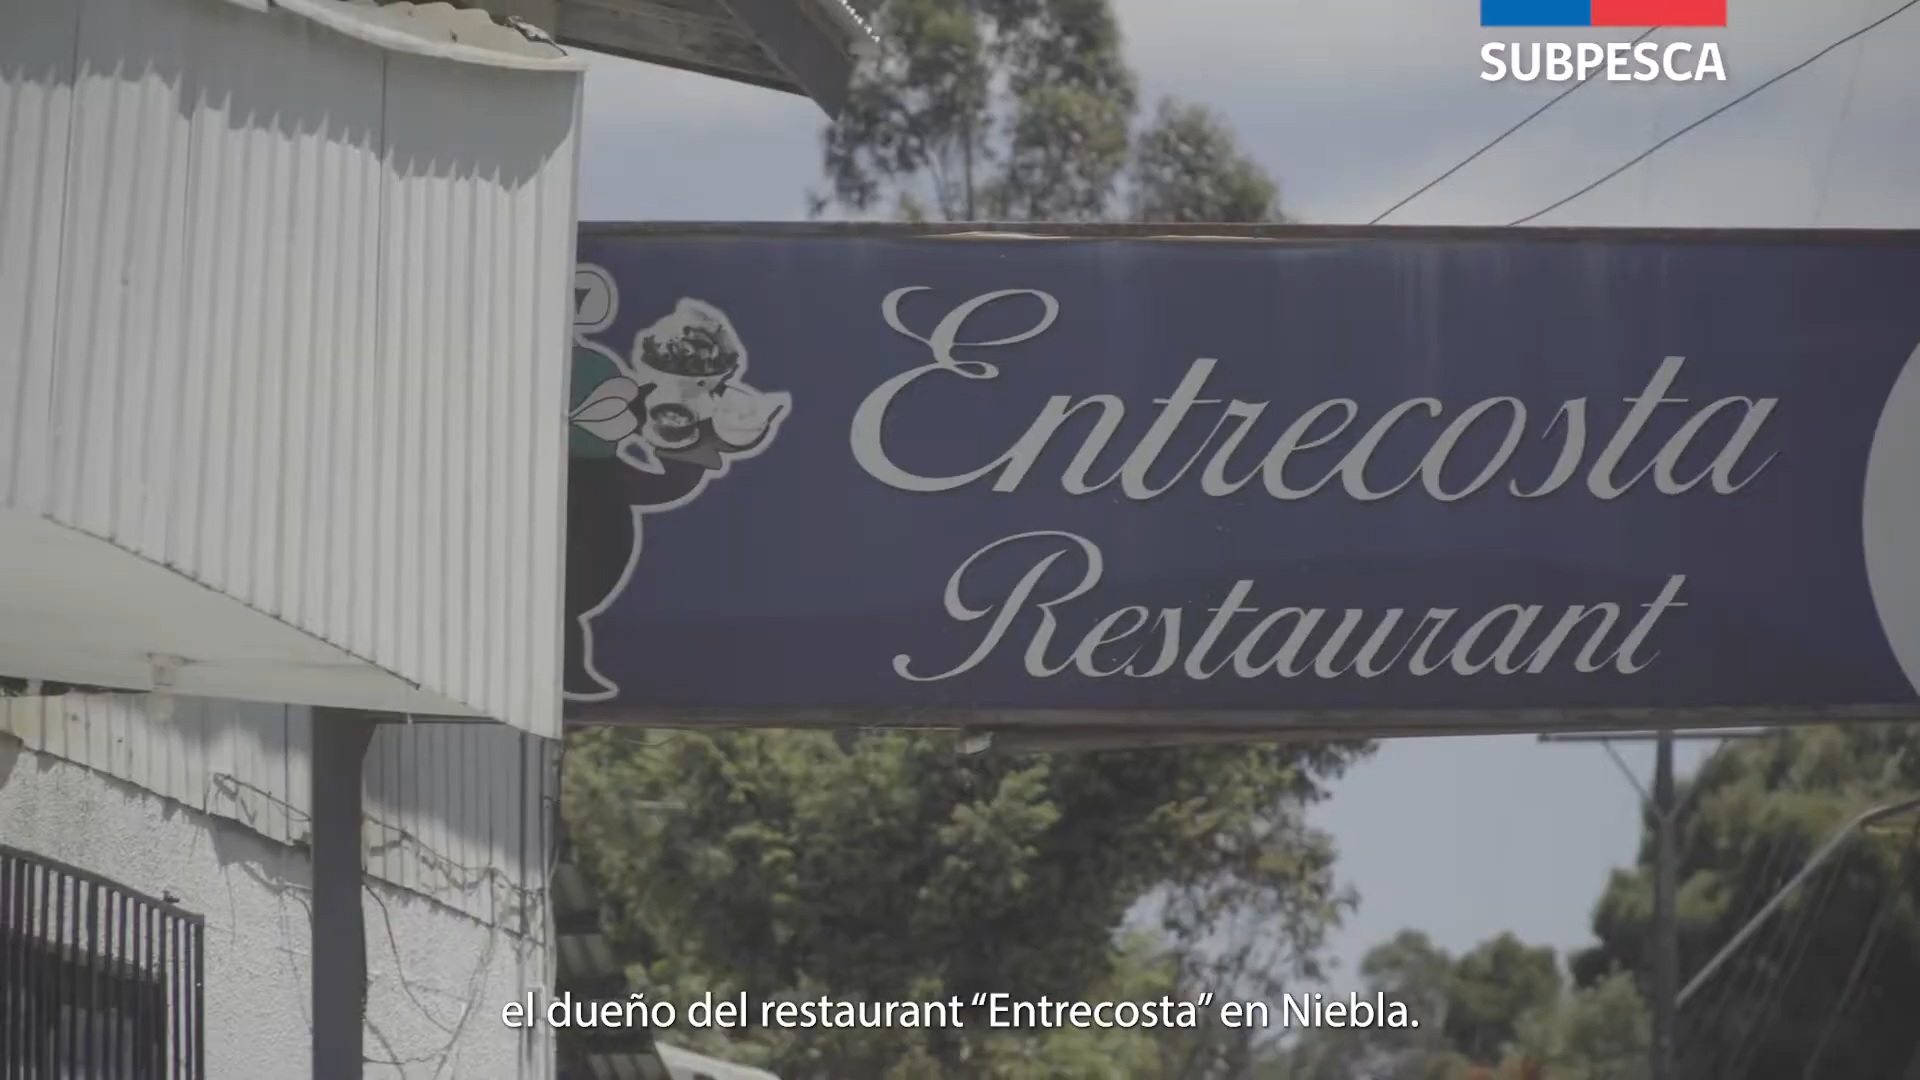 SUBPESCA
Entrecosta
Restaurant
el dueño del restaurant “Entrecosta” en Niebla.